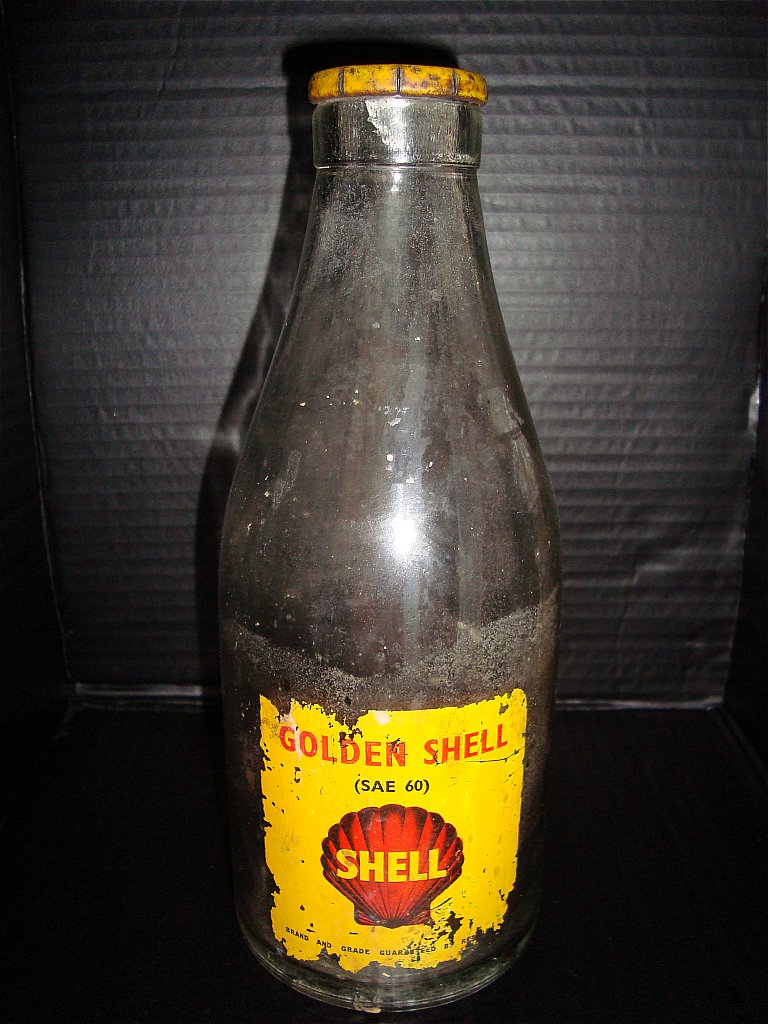 GOLDEN SHELL
(SAE 60)
SHELL
BRAND AND GRADE GUARANTEED